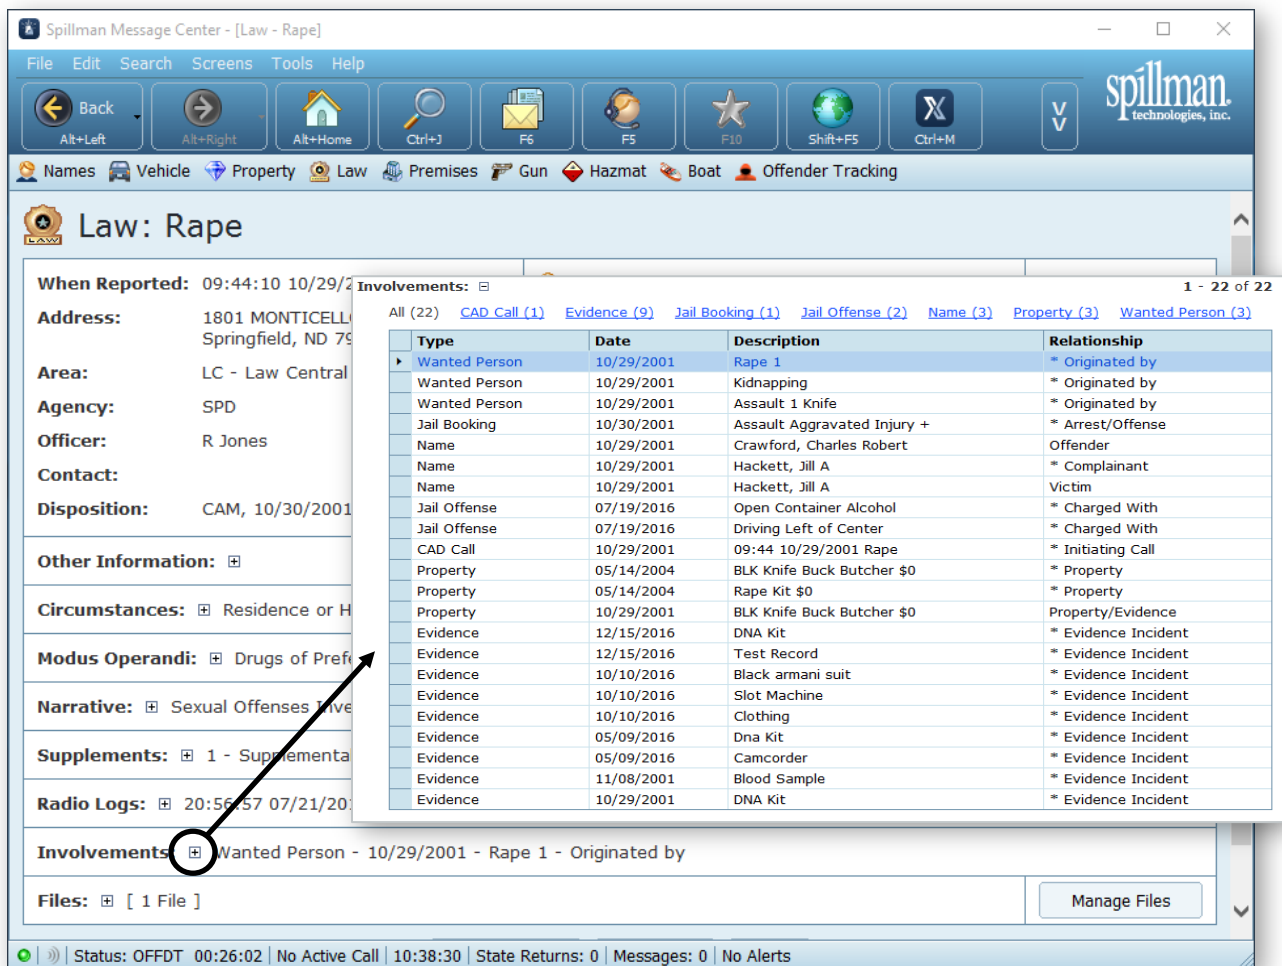 Spillman Message Center - [Law - Rape]
File Edit Search Screens Tools Help
Back
Alt+Left
Alt+Right
Alt+Home
Ctrl+J
F6
F5
F10
Shift+F5
Ctrl+M
spillman
technologies, inc.
Names Vehicle Property Law Premises Gun Hazmat Boat Offender Tracking
LAW
Law: Rape
When Reported: 09:44:10 10/29/2
Address: 1801 MONTICELL
Springfield, ND 79
Area: LC - Law Central
Agency: SPD
Officer: R Jones
Contact:
Disposition: CAM, 10/30/2001
Other Information:
Circumstances: Residence or H
Modus Operandi: Drugs of Pref
Narrative: Sexual Offenses Inve
Supplements: 1 - Supplementa
Radio Logs: 20:56:57 07/21/20
Involvements: Wanted Person - 10/29/2001 - Rape 1 - Originated by
Files: [ 1 File ]
Manage Files
Involvements: 1 - 22 of 22
All (22) CAD Call (1) Evidence (9) Jail Booking (1) Jail Offense (2) Name (3) Property (3) Wanted Person (3)
Type Date Description Relationship
Wanted Person 10/29/2001 Rape 1 * Originated by
Wanted Person 10/29/2001 Kidnapping * Originated by
Wanted Person 10/29/2001 Assault 1 Knife * Originated by
Jail Booking 10/30/2001 Assault Aggravated Injury + * Arrest/Offense
Name 10/29/2001 Crawford, Charles Robert Offender
Name 10/29/2001 Hackett, Jill A * Complainant
Name 10/29/2001 Hackett, Jill A Victim
Jail Offense 07/19/2016 Open Container Alcohol * Charged With
Jail Offense 07/19/2016 Driving Left of Center * Charged With
CAD Call 10/29/2001 09:44 10/29/2001 Rape * Initiating Call
Property 05/14/2004 BLK Knife Buck Butcher $0 * Property
Property 05/14/2004 Rape Kit $0 * Property
Property 10/29/2001 BLK Knife Buck Butcher $0 Property/Evidence
Evidence 12/15/2016 DNA Kit * Evidence Incident
Evidence 12/15/2016 Test Record * Evidence Incident
Evidence 10/10/2016 Black armani suit * Evidence Incident
Evidence 10/10/2016 Slot Machine * Evidence Incident
Evidence 10/10/2016 Clothing * Evidence Incident
Evidence 05/09/2016 Dna Kit * Evidence Incident
Evidence 05/09/2016 Camcorder * Evidence Incident
Evidence 11/08/2001 Blood Sample * Evidence Incident
Evidence 10/29/2001 DNA Kit * Evidence Incident
Status: OFFDT 00:26:02 No Active Call 10:38:30 State Returns: 0 Messages: 0 No Alerts